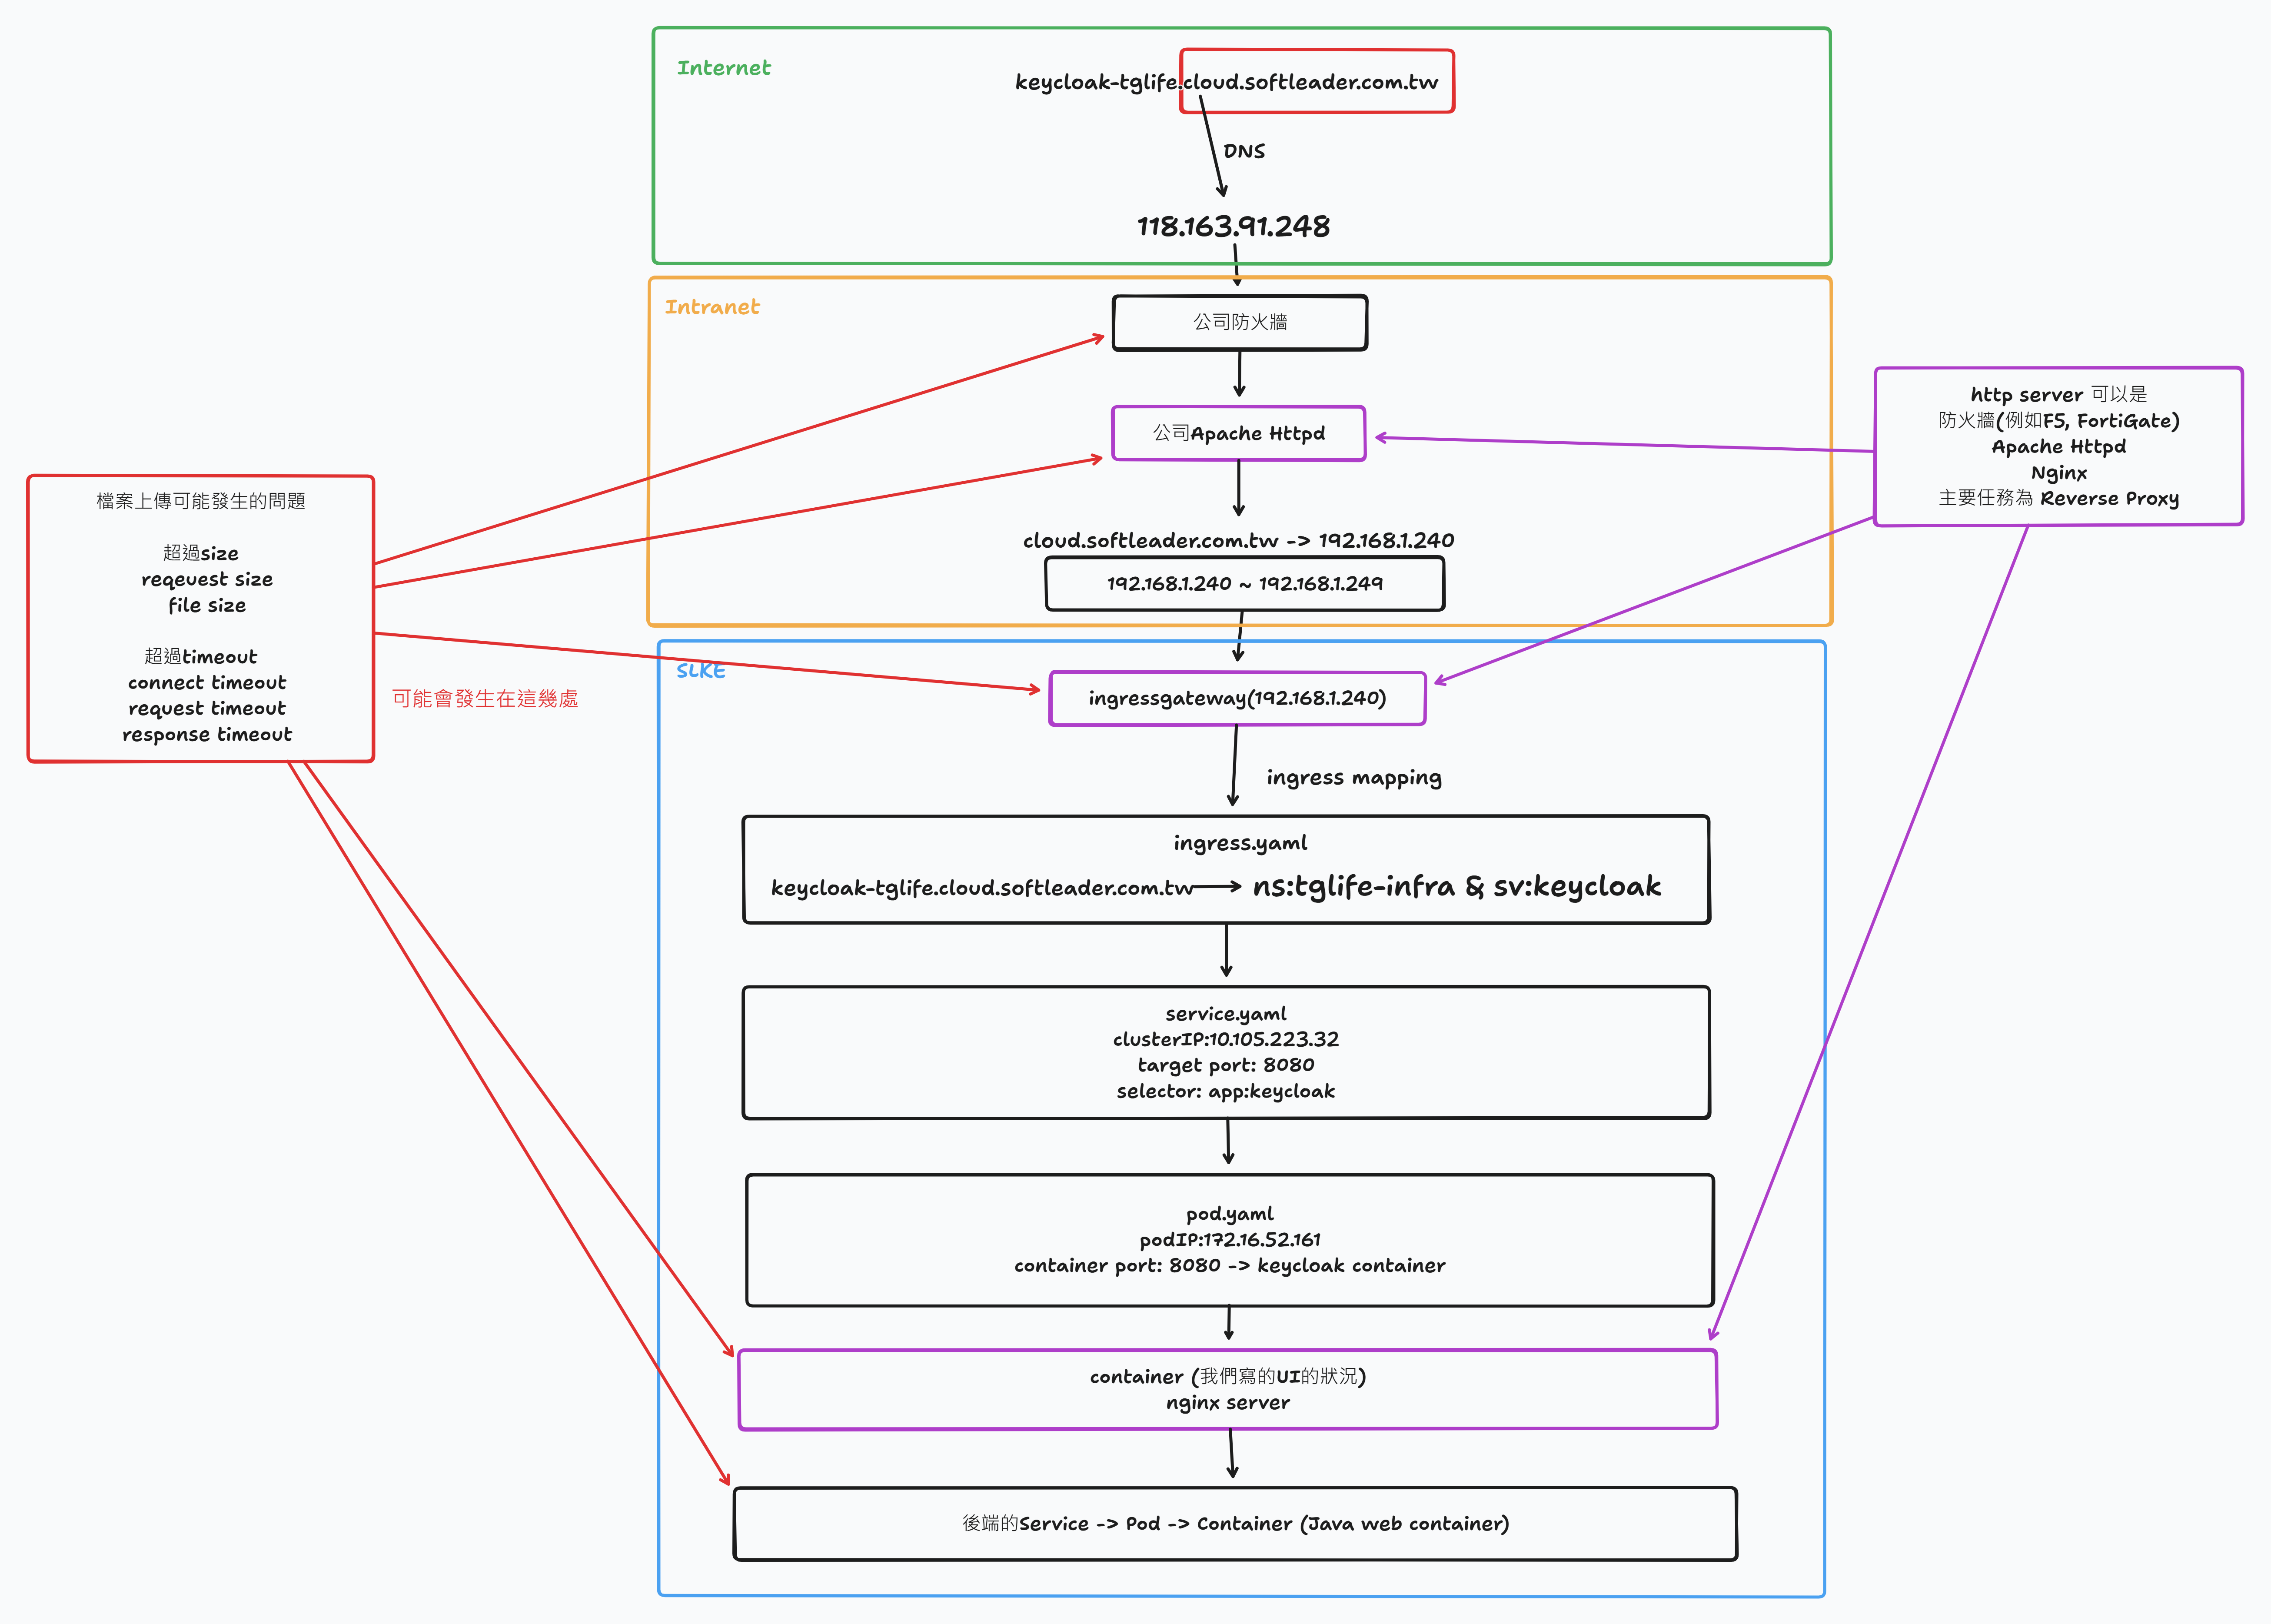 Internet
keycloak-tglife.cloud.softleader.com.tw
DNS
118.163.91.248
Intranet
公司防火牆
公司Apache Httpd
cloud.softleader.com.tw -> 192.168.1.240
192.168.1.240 ~ 192.168.1.249
http server 可以是
防火牆(例如F5, FortiGate)
Apache Httpd
Nginx
主要任務為 Reverse Proxy
檔案上傳可能發生的問題
超過size
reqeuest size
file size
超過timeout
connect timeout
request timeout
response timeout
可能會發生在這幾處
SLKE
ingressgateway(192.168.1.240)
ingress mapping
ingress.yaml
keycloak-tglife.cloud.softleader.com.tw
ns:tglife-infra & sv:keycloak
service.yaml
clusterIP:10.105.223.32
target port: 8080
selector: app:keycloak
pod.yaml
podIP:172.16.52.161
container port: 8080 -> keycloak container
container (我們寫的UI的狀況)
nginx server
後端的Service -> Pod -> Container (Java web container)